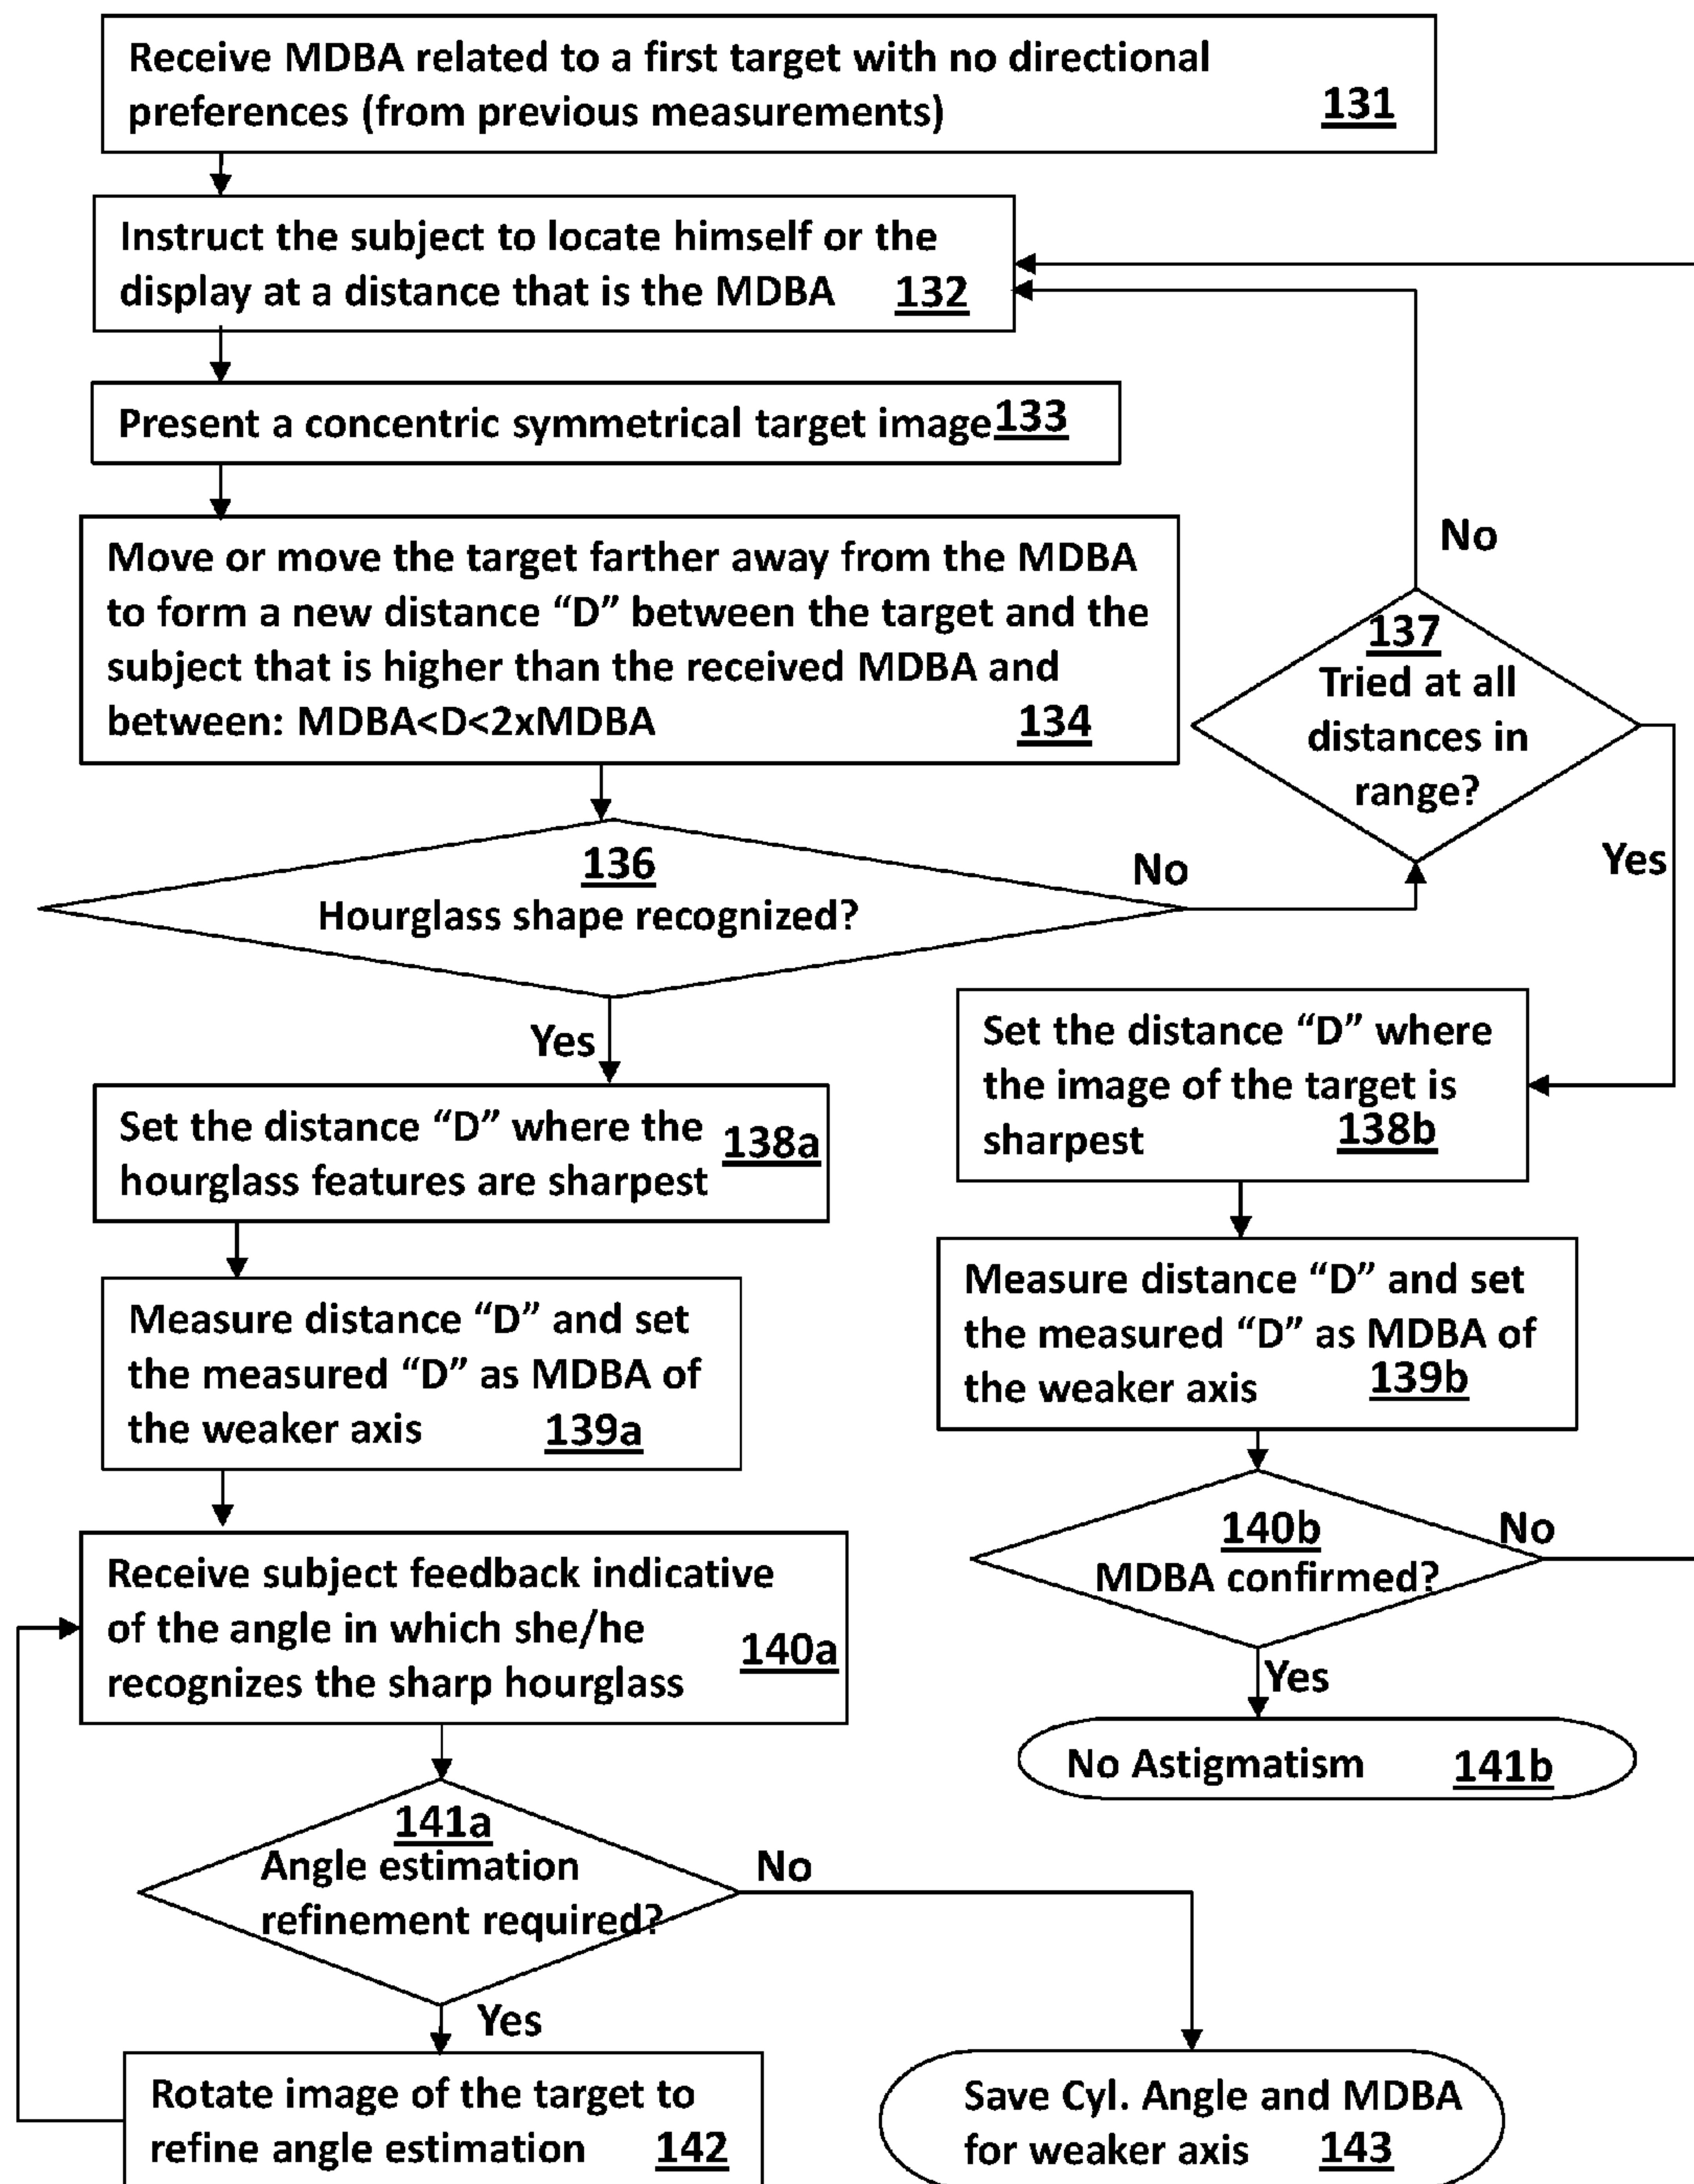 Receive MDBA related to a first target with no directional
preferences (from previous measurements) 131
Instruct the subject to locate himself or the
display at a distance that is the MDBA 132
Present a concentric symmetrical target image 133
Move or move the target farther away from the MDBA
to form a new distance “D” between the target and the
subject that is higher than the received MDBA and
between: MDBA<D<2xMDBA 134
No
137
Tried at all
distances in
range?
Yes
136
Hourglass shape recognized?
No
Yes
Set the distance “D” where the
hourglass features are sharpest 138a
Measure distance “D” and set
the measured “D” as MDBA of
the weaker axis 139a
Receive subject feedback indicative
of the angle in which she/he
recognizes the sharp hourglass 140a
141a
Angle estimation
refinement required?
No
Yes
Rotate image of the target to
refine angle estimation 142
Set the distance “D” where
the image of the target is
sharpest 138b
Measure distance “D” and set
the measured “D” as MDBA of
the weaker axis 139b
140b
MDBA confirmed?
No
Yes
No Astigmatism 141b
Save Cyl. Angle and MDBA
for weaker axis 143